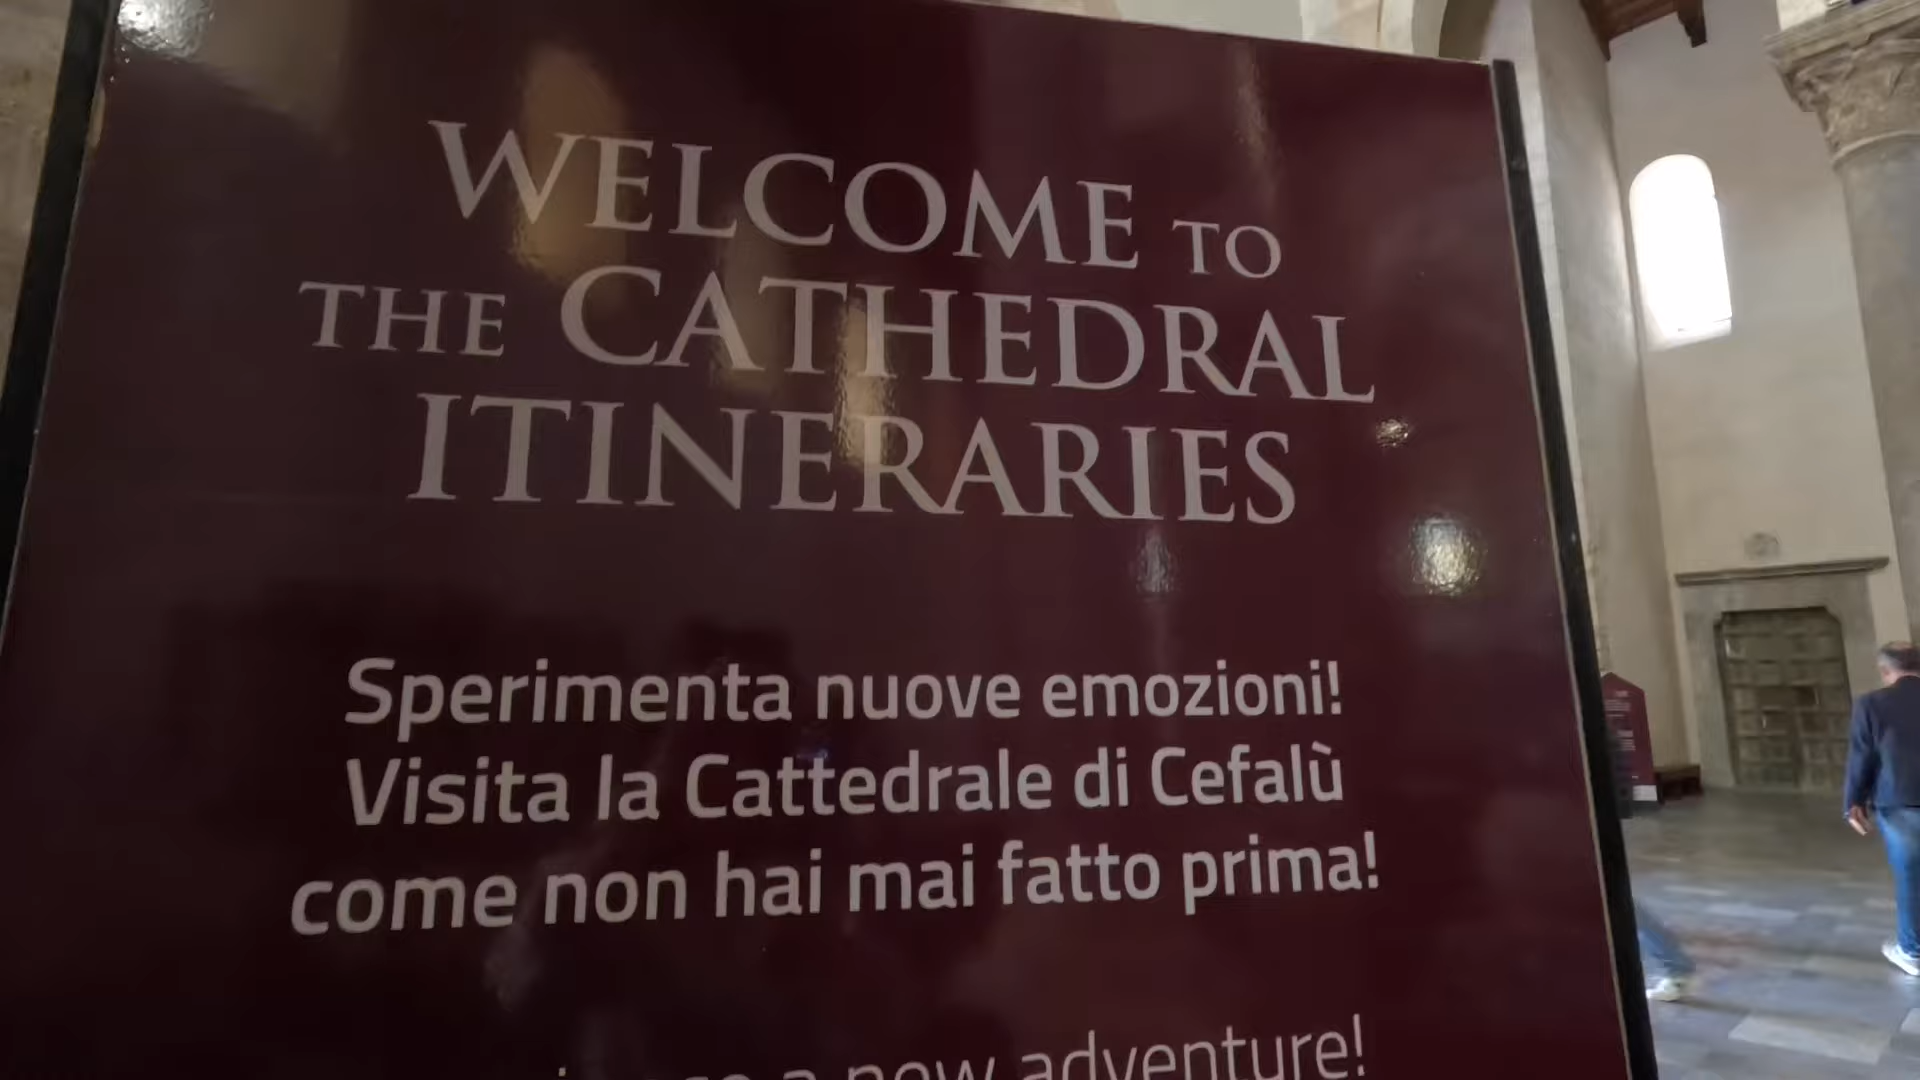 WELCOME TO
THE CATHEDRAL
ITINERARIES
Sperimenta nuove emozioni!
Visita la Cattedrale di Cefalù
come non hai mai fatto prima!
a new adventure!